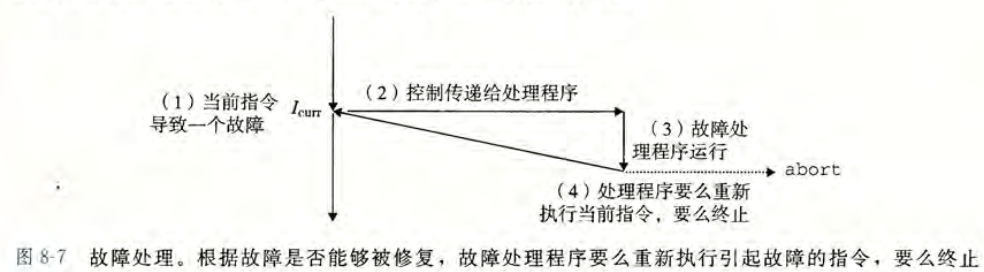 (1)当前指令
导致一个故障
Icurr
(2)控制传递给处理程序
(3)故障处
理程序运行
abort
(4)处理程序要么重新
执行当前指令,要么终止
图 8-7 故障处理。根据故障是否能够被修复,故障处理程序要么重新执行引起故障的指令,要么终止